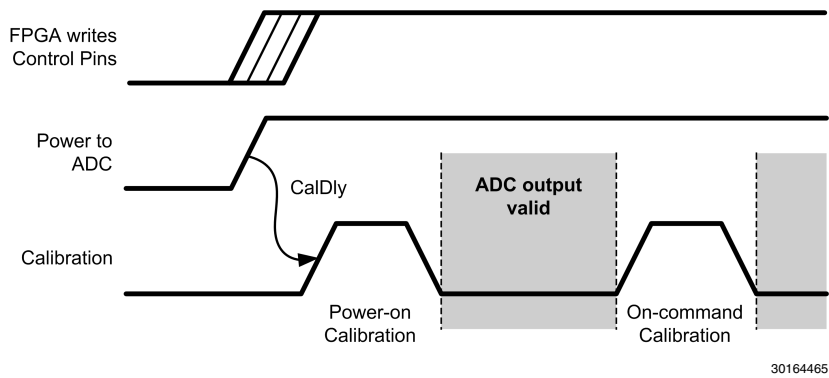 FPGA writes
Control Pins
Power to
ADC
CalDly
ADC output
valid
Calibration
Power-on
Calibration
On-command
Calibration
30164465